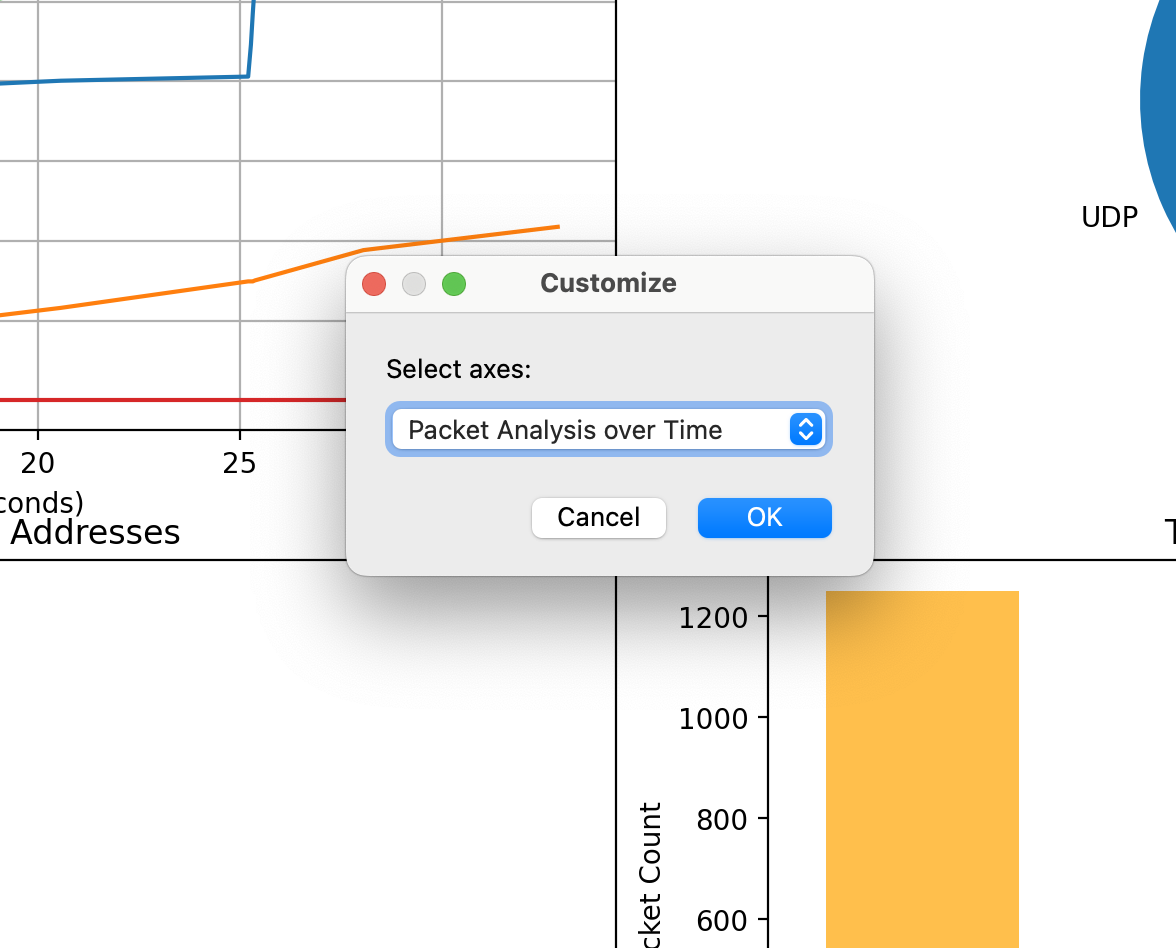 UDP
Customize
Select axes:
Packet Analysis over Time
Cancel
OK
20
25
conds)
Addresses
1200
1000
800
600
cket Count